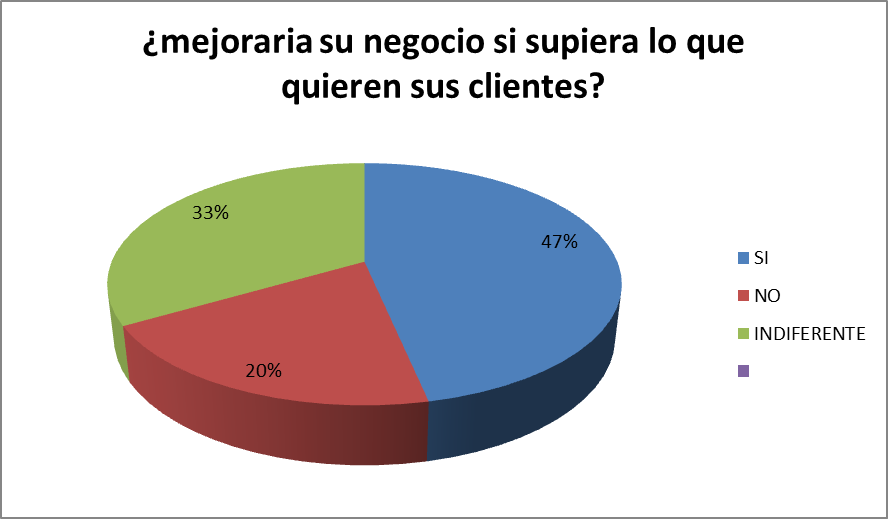 ¿mejoraria su negocio si supiera lo que
quieren sus clientes?
33%
47%
20%
SI
NO
INDIFERENTE